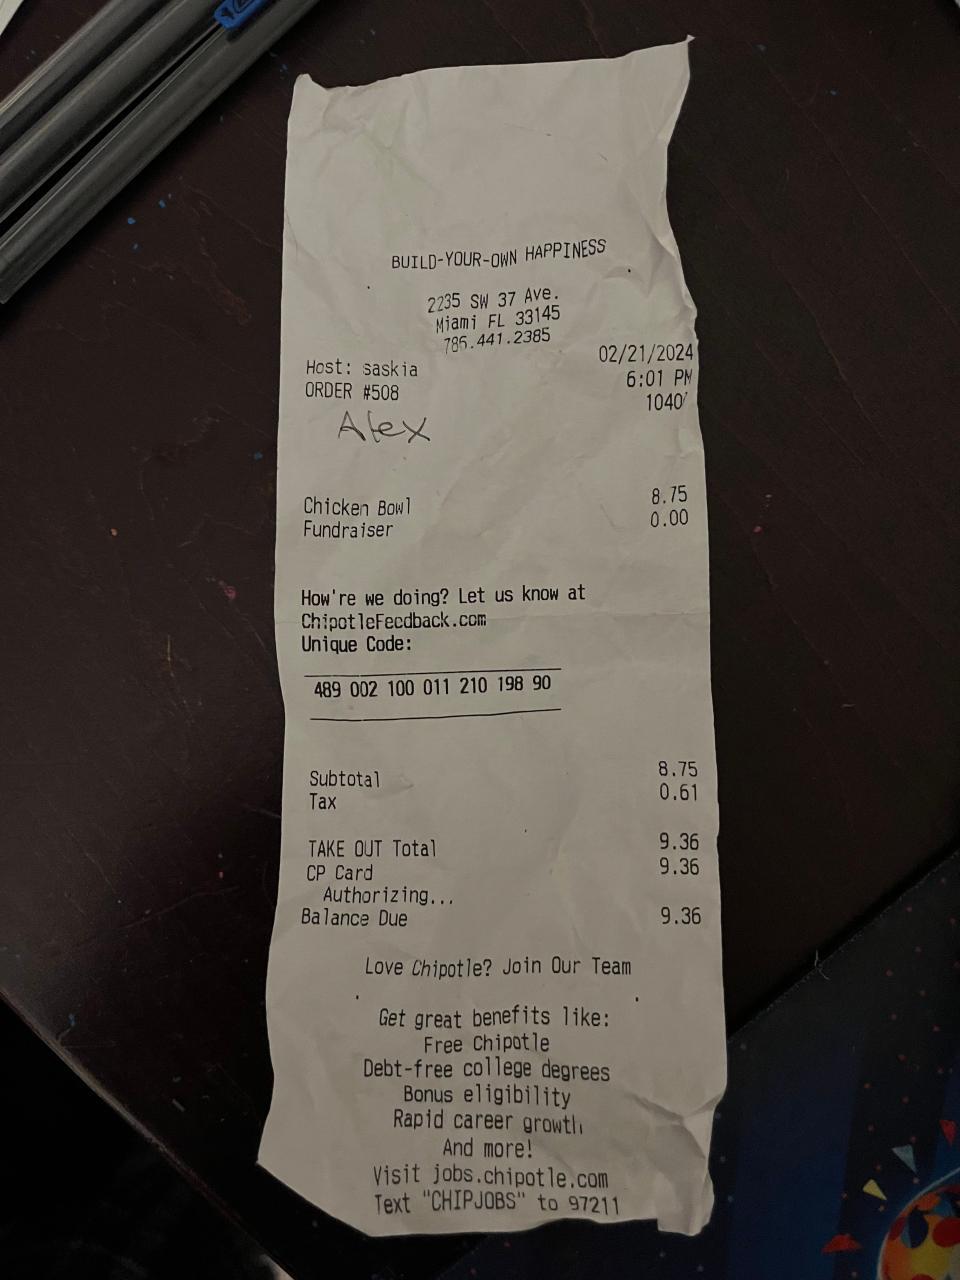 BUILD-YOUR-OWN HAPPINESS
2235 SW 37 Ave.
Miami FL 33145
786.441.2385
Host: saskia 02/21/2024
ORDER #508 6:01 PM
1040
Alex
Chicken Bowl 8.75
Fundraiser 0.00
How're we doing? Let us know at
ChipotleFeedback.com
Unique Code:
489 002 100 011 210 198 90
Subtotal 8.75
Tax 0.61
TAKE OUT Total 9.36
CP Card 9.36
Authorizing...
Balance Due 9.36
Love Chipotle? Join Our Team
Get great benefits like:
Free Chipotle
Debt-free college degrees
Bonus eligibility
Rapid career growth
And more!
Visit jobs.chipotle.com
Text "CHIPJOBS" to 97211